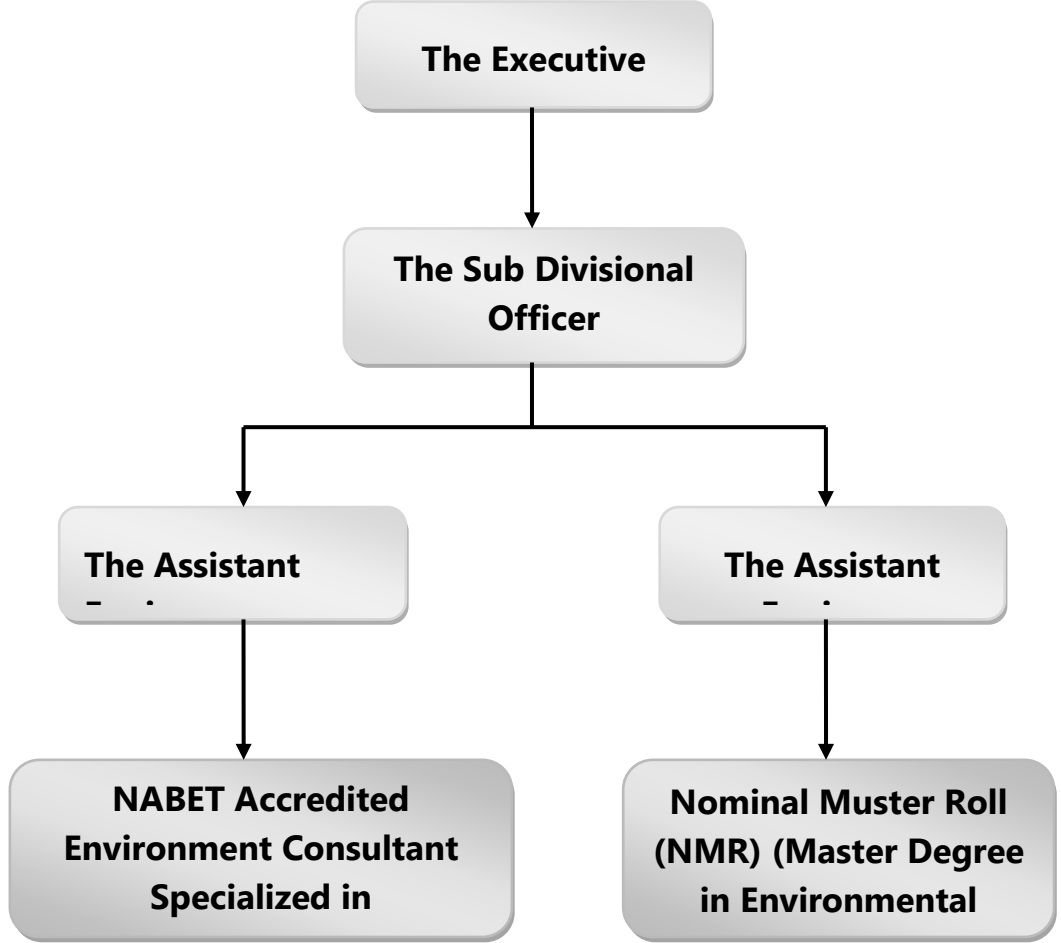 The Executive
The Sub Divisional
Officer
The Assistant
The Assistant
NABET Accredited
Environment Consultant
Specialized in
Nominal Muster Roll
(NMR) (Master Degree
in Environmental